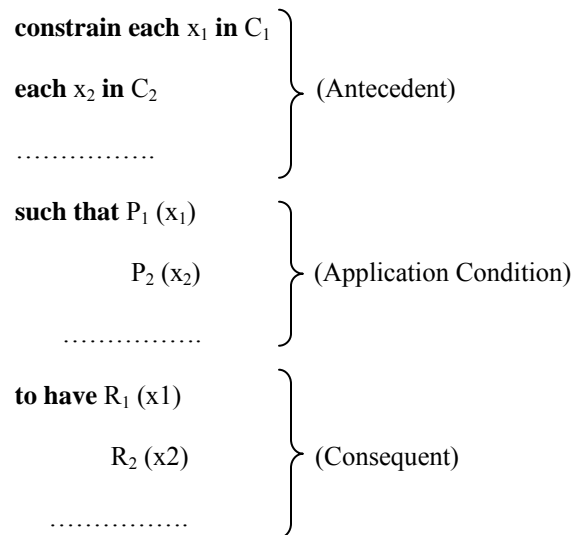 constrain each x₁ in C₁
each x₂ in C₂ (Antecedent)
…………….
such that P₁ (x₁)
P₂ (x₂) (Application Condition)
…………….
to have R₁ (x1)
R₂ (x2) (Consequent)
…………….